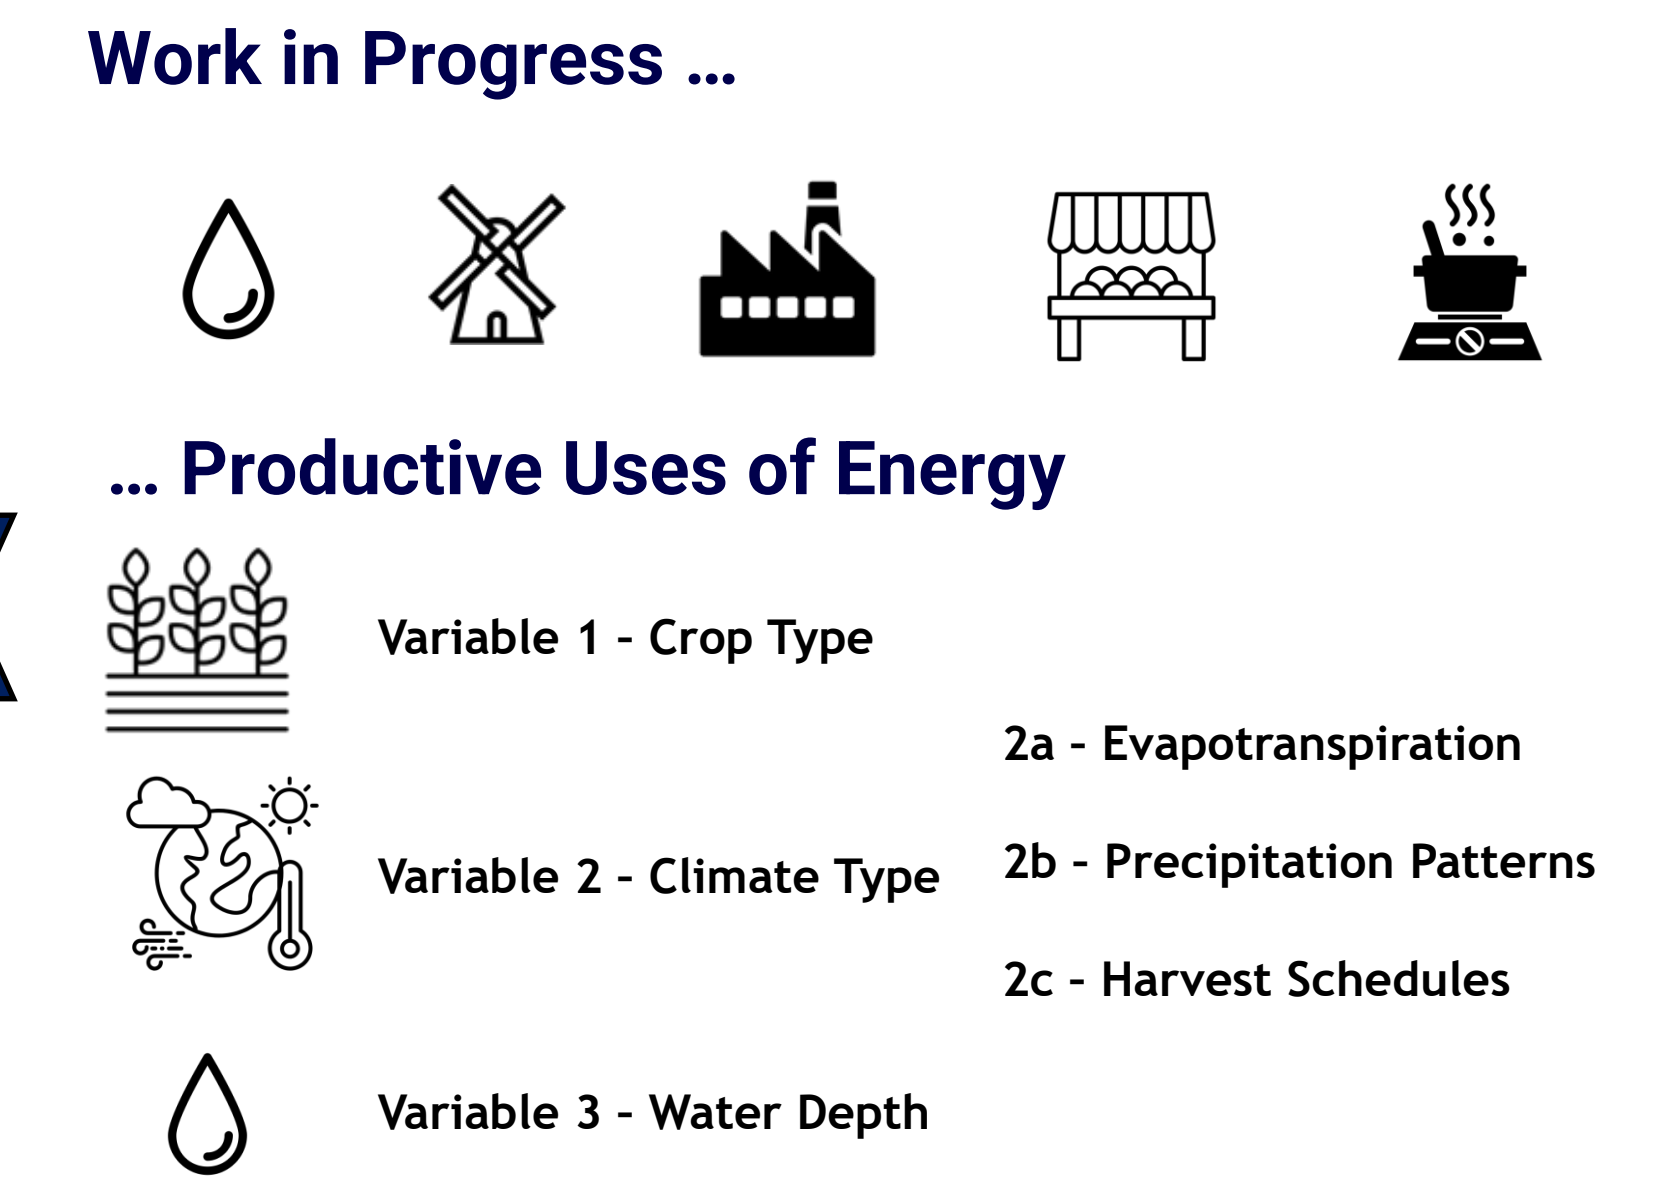 Work in Progress ...
... Productive Uses of Energy
Variable 1 – Crop Type
2a – Evapotranspiration
Variable 2 – Climate Type
2b – Precipitation Patterns
2c – Harvest Schedules
Variable 3 – Water Depth